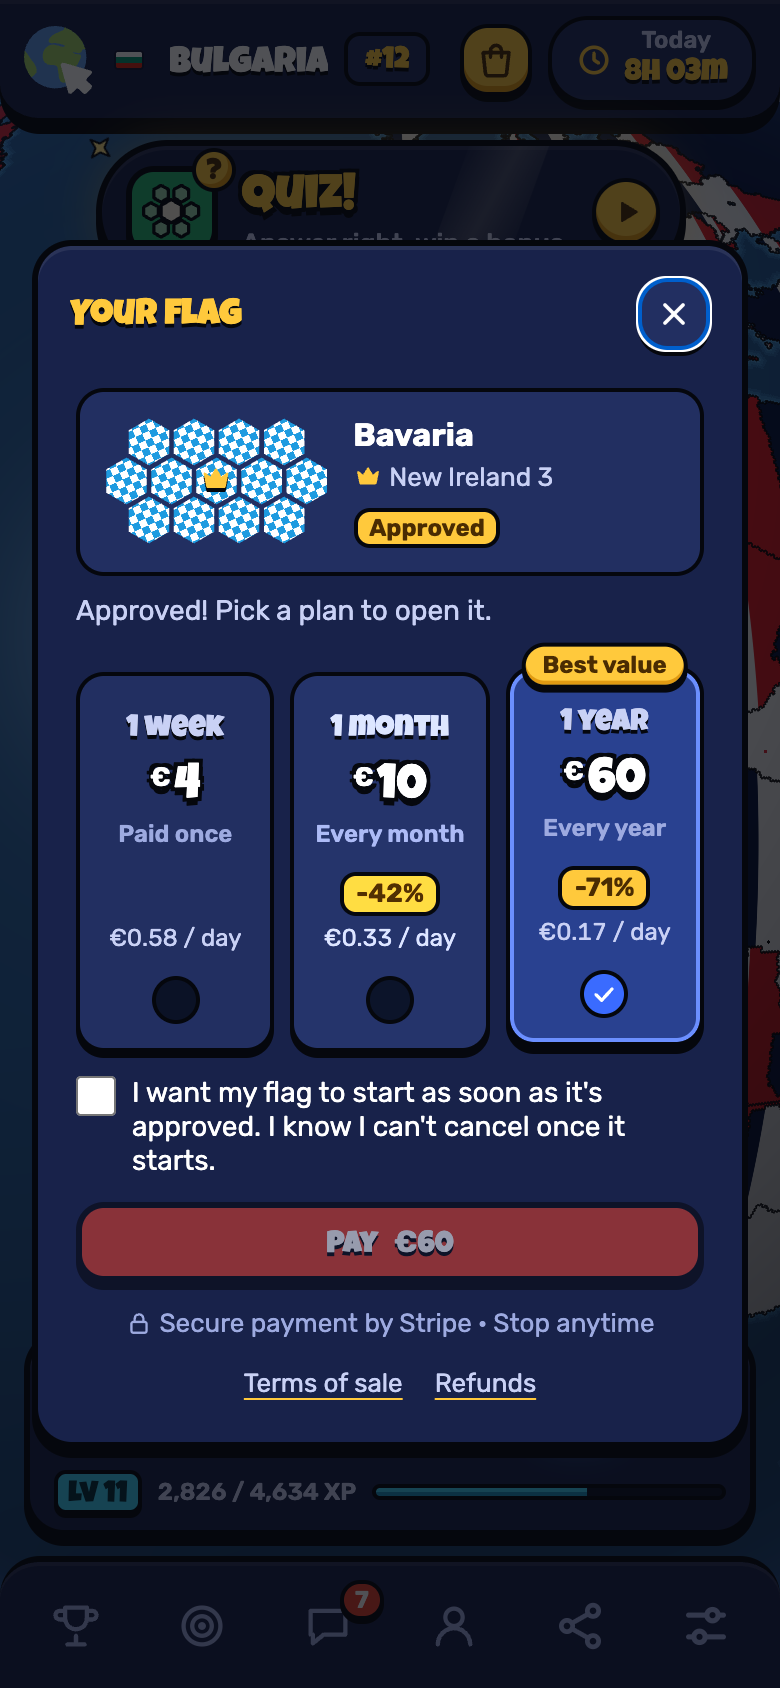 BULGARIA
#12
Today
8H 03m
?
QUIZ!
Answer right, win a bonus
YOUR FLAG
Bavaria
New Ireland 3
Approved
Approved! Pick a plan to open it.
Best value
1 WEEK
€4
Paid once
€0.58 / day
1 MONTH
€10
Every month
-42%
€0.33 / day
1 YEAR
€60
Every year
-71%
€0.17 / day
I want my flag to start as soon as it's
approved. I know I can't cancel once it
starts.
PAY €60
Secure payment by Stripe • Stop anytime
Terms of sale Refunds
LV 11
2,826 / 4,634 XP
7